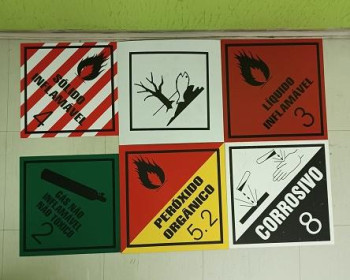 SÓLIDO
INFLAMÁVEL
4
LÍQUIDO
INFLAMÁVEL
3
GÁS NÃO
INFLAMÁVEL
NÃO TÓXICO
2
PERÓXIDO
ORGÂNICO
5.2
CORROSIVO
8